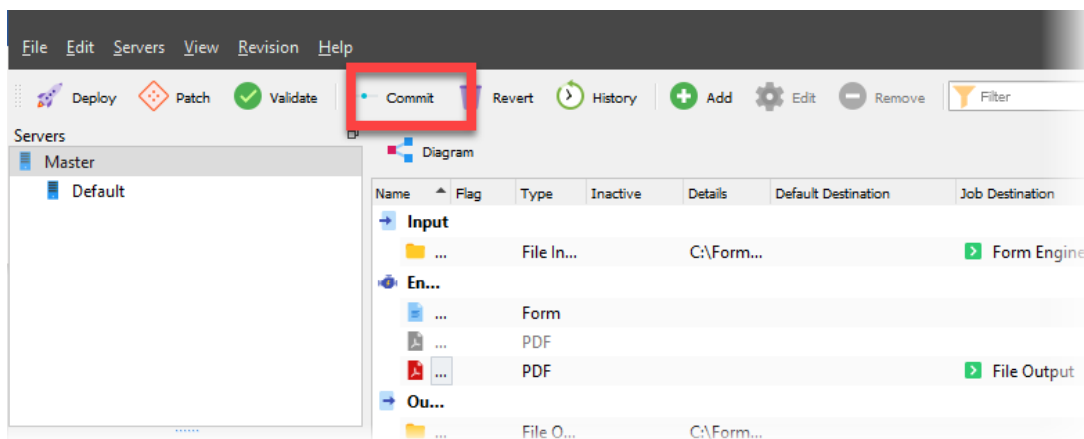 File Edit Servers View Revision Help
Deploy Patch Validate Commit Revert History Add Edit Remove Filter
Servers
Master
Default
Diagram
Name Flag Type Inactive Details Default Destination Job Destination
Input
... File In... C:\Form... Form Engine
En...
... Form
... PDF
... PDF File Output
Ou...
... File O... C:\Form...